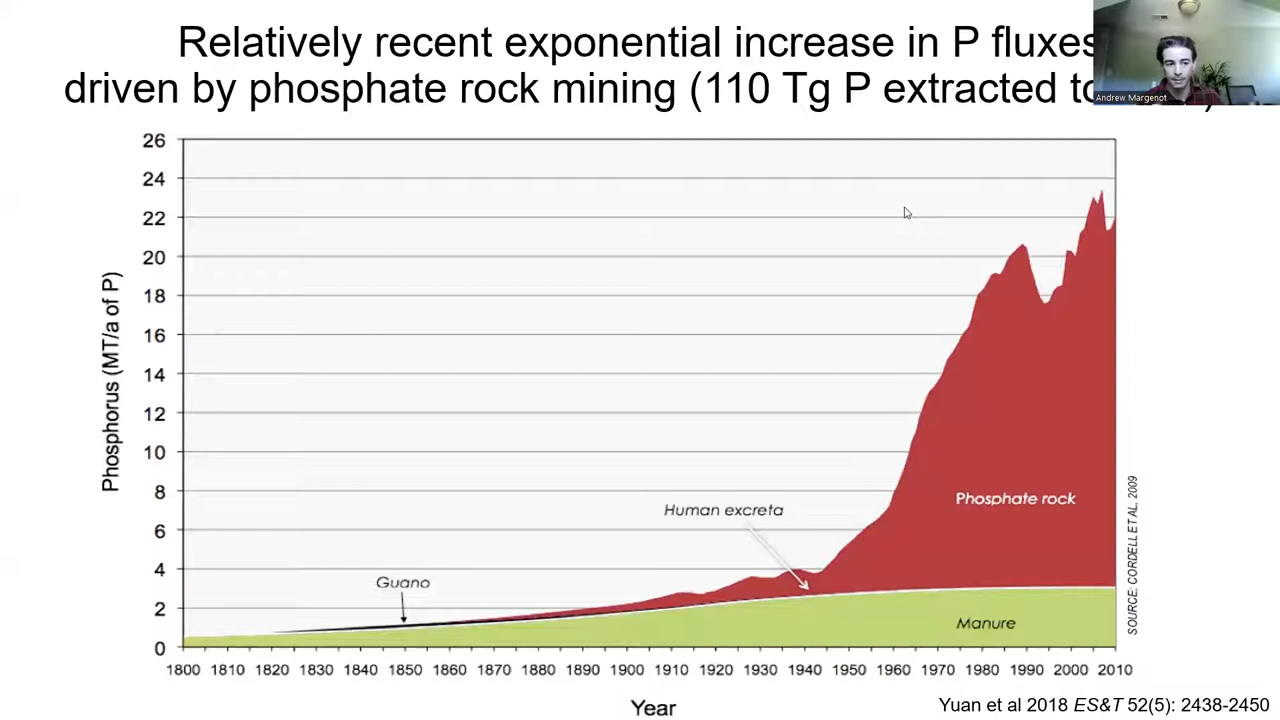 Relatively recent exponential increase in P fluxes
driven by phosphate rock mining (110 Tg P extracted
Andrew Margenot
26
24
22
20
18
16
14
12
10
8
6
4
2
0
Phosphorus (MT/a of P)
Guano
Human excreta
Phosphate rock
Manure
SOURCE: CORDELL ET AL, 2009
1800 1810 1820 1830 1840 1850 1860 1870 1880 1890 1900 1910 1920 1930 1940 1950 1960 1970 1980 1990 2000 2010
Year
Yuan et al 2018 ES&T 52(5): 2438-2450